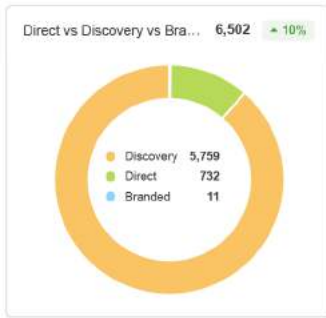 Direct vs Discovery vs Bra... 6,502 10%
Discovery 5,759
Direct 732
Branded 11